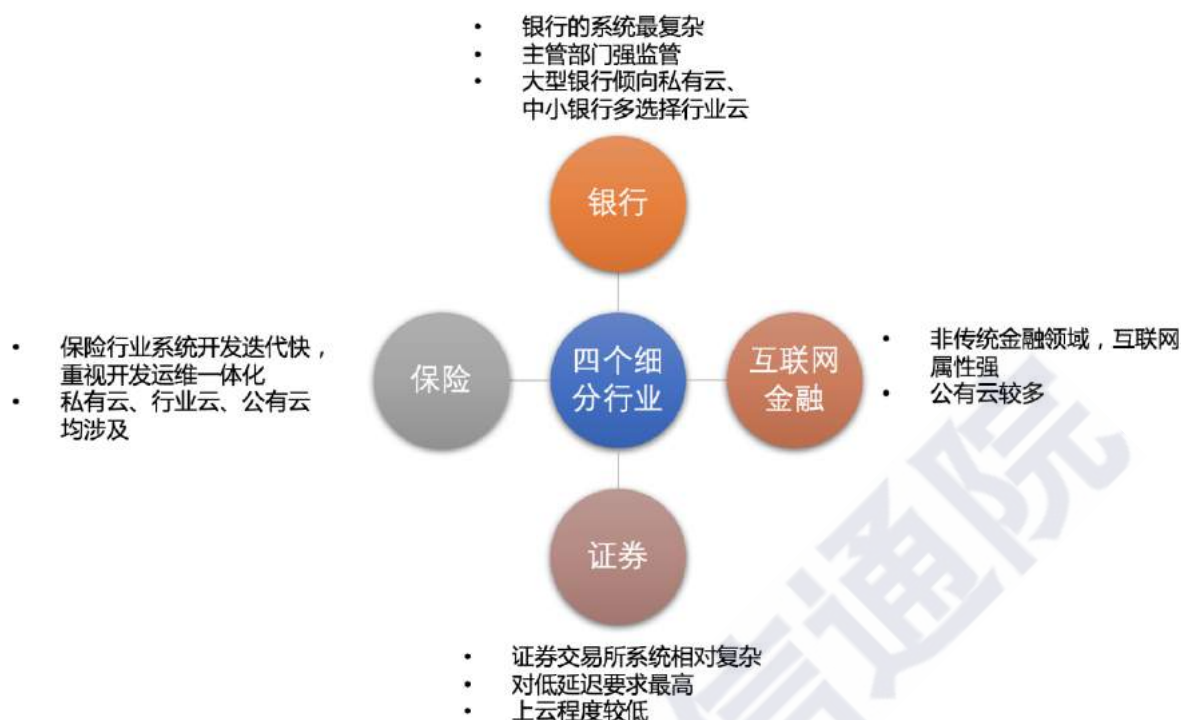 • 银行的系统最复杂
• 主管部门强监管
• 大型银行倾向私有云、
中小银行多选择行业云
银行
• 保险行业系统开发迭代快，
重视开发运维一体化
• 私有云、行业云、公有云
均涉及
保险
四个细
分行业
互联网
金融
• 非传统金融领域，互联网
属性强
• 公有云较多
证券
• 证券交易所系统相对复杂
• 对低延迟要求最高
• 上云程度较低
信通院